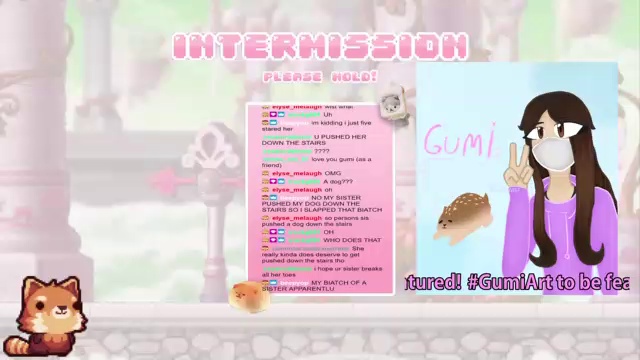 INTERMISSION
PLEASE HOLD!
elyse_melaugh
Uh
im kidding i just five
stared her
U PUSHED HER
DOWN THE STAIRS
????
love you gumi (as a
friend)
elyse_melaugh OMG
A dog???
elyse_melaugh oh
NO MY SISTER
PUSHED MY DOG DOWN THE
STAIRS SO I SLAPPED THAT BIATCH
elyse_melaugh so persons sis
pushed a dog down the stairs
OH
WHO DOES THAT
She
really kinda does deserve to get
pushed down the stairs tho
i hope ur sister breaks
all her toes
MY BIATCH OF A
SISTER APPARENTLU
GUMI
tured! #GumiArt to be fea